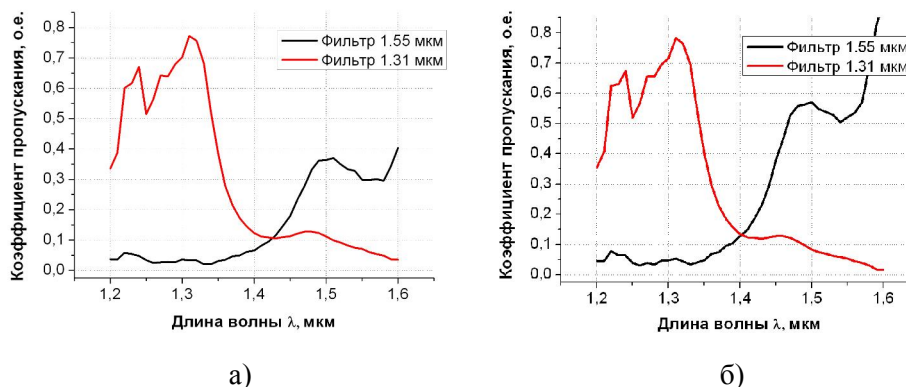 Коэффициент пропускания, о.е.
0,8
0,7
0,6
0,5
0,4
0,3
0,2
0,1
0,0
1,2 1,3 1,4 1,5 1,6
Длина волны λ, мкм
Фильтр 1.55 мкм
Фильтр 1.31 мкм
а)
Коэффициент пропускания, о.е.
0,8
0,7
0,6
0,5
0,4
0,3
0,2
0,1
0,0
1,2 1,3 1,4 1,5 1,6
Длина волны λ, мкм
Фильтр 1.55 мкм
Фильтр 1.31 мкм
б)